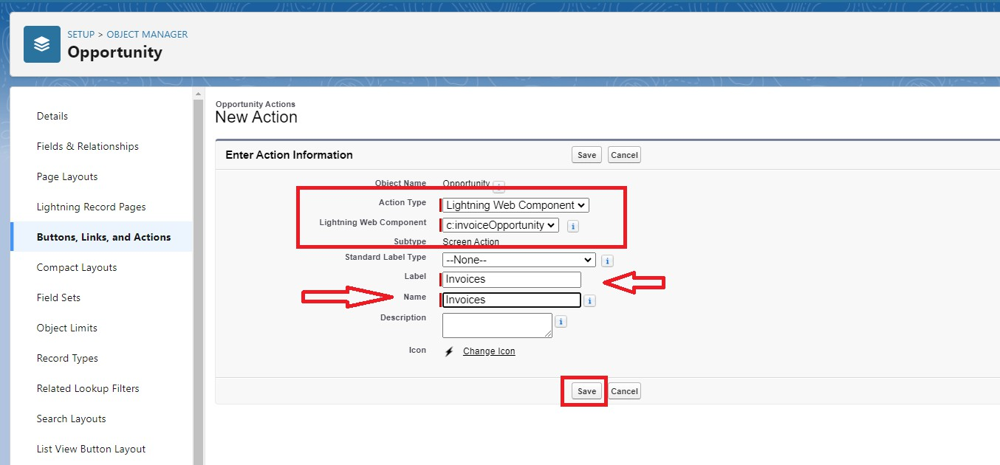 SETUP > OBJECT MANAGER
Opportunity
Details
Fields & Relationships
Page Layouts
Lightning Record Pages
Buttons, Links, and Actions
Compact Layouts
Field Sets
Object Limits
Record Types
Related Lookup Filters
Search Layouts
List View Button Layout
Opportunity Actions
New Action
Enter Action Information Save Cancel
Object Name Opportunity i
Action Type Lightning Web Component
Lightning Web Component c:invoiceOpportunity i
Subtype Screen Action
Standard Label Type --None-- i
Label Invoices
Name Invoices i
Description i
Icon Change Icon
Save Cancel